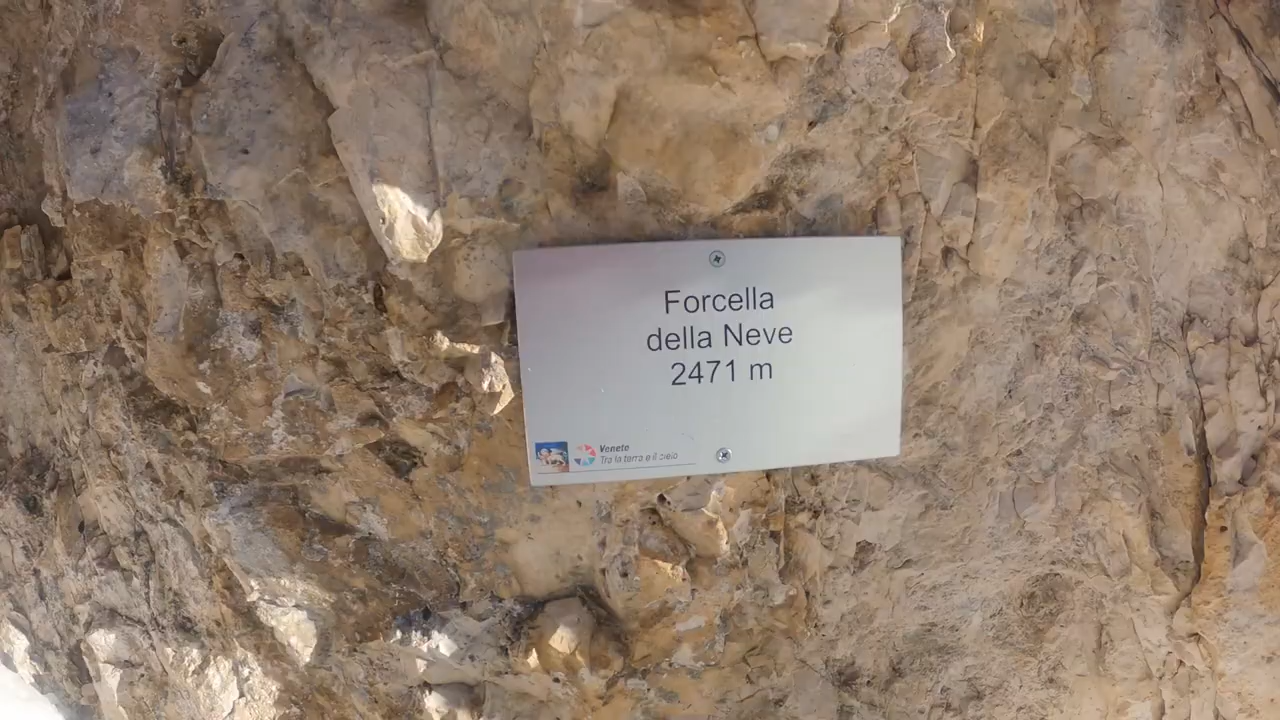 Forcella
della Neve
2471 m
Veneto
Tra la terra e il cielo